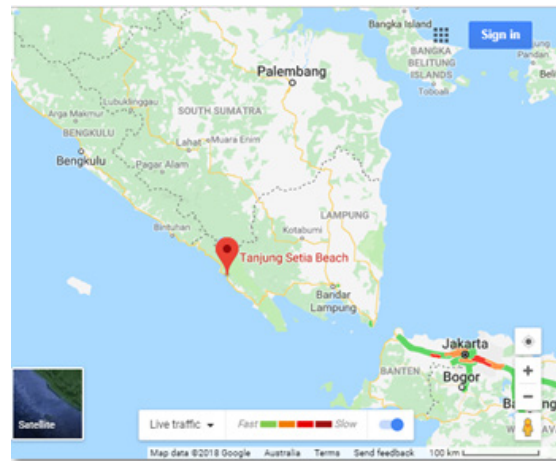 Bangka Island
Sign in
BANGKA
BELITUNG
ISLANDS
Toboali
Pandan
Palembang
Lubuklinggau
SOUTH SUMATRA
Arga Makmur
BENGKULU
Lahat
Muara Enim
Bengkulu
Pagar Alam
LAMPUNG
Bintuhan
Kotabumi
Tanjung Setia Beach
Bandar
Lampung
Jakarta
BANTEN
Bogor
Satellite
Live traffic
Fast
Slow
Map data ©2018 Google
Australia
Terms
Send feedback
100 km